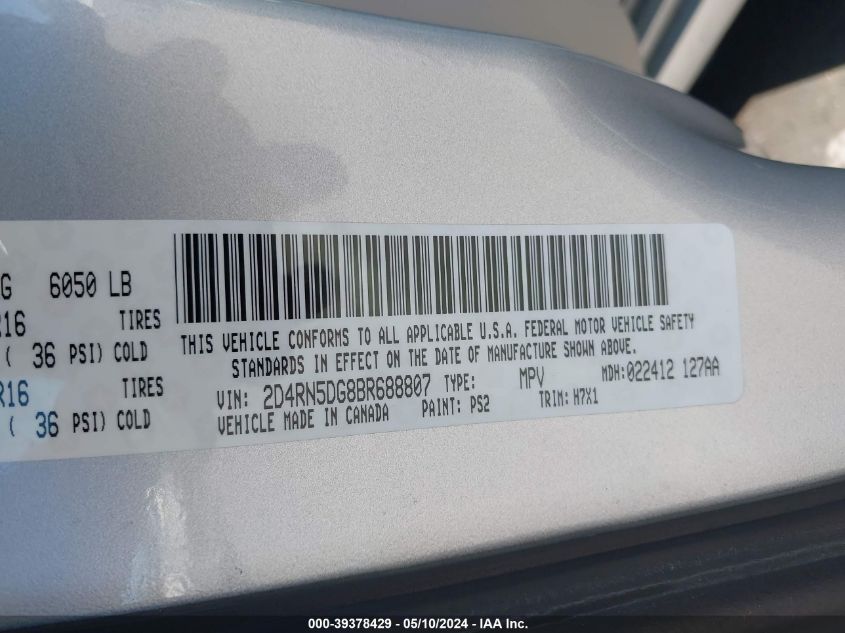 G 6050 LB
R16 TIRES
( 36 PSI) COLD
R16 TIRES
( 36 PSI) COLD
THIS VEHICLE CONFORMS TO ALL APPLICABLE U.S.A. FEDERAL MOTOR VEHICLE SAFETY
STANDARDS IN EFFECT ON THE DATE OF MANUFACTURE SHOWN ABOVE.
VIN: 2D4RN5DG8BR688807 TYPE: MPV MDH: 022412 127AA
VEHICLE MADE IN CANADA PAINT: PS2 TRIM: H7X1
000-39378429 - 05/10/2024 - IAA Inc.